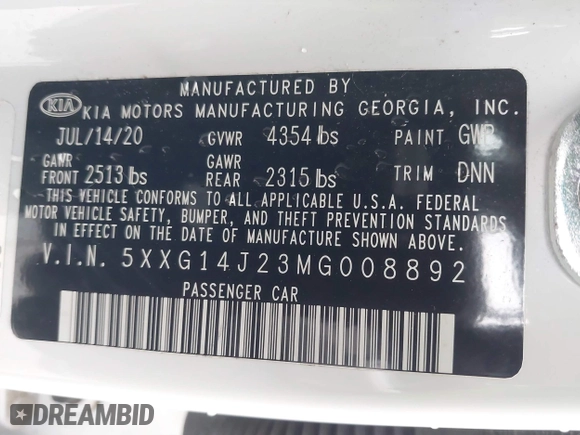 MANUFACTURED BY
KIA KIA MOTORS MANUFACTURING GEORGIA, INC.
JUL/14/20 GVWR 4354 lbs PAINT GWP
GAWR FRONT 2513 lbs GAWR REAR 2315 lbs TRIM DNN
THIS VEHICLE CONFORMS TO ALL APPLICABLE U.S.A. FEDERAL
MOTOR VEHICLE SAFETY, BUMPER, AND THEFT PREVENTION STANDARDS
IN EFFECT ON THE DATE OF MANUFACTURE SHOWN ABOVE.
V.I.N. 5XXG14J23MG008892
PASSENGER CAR
DREAMBID